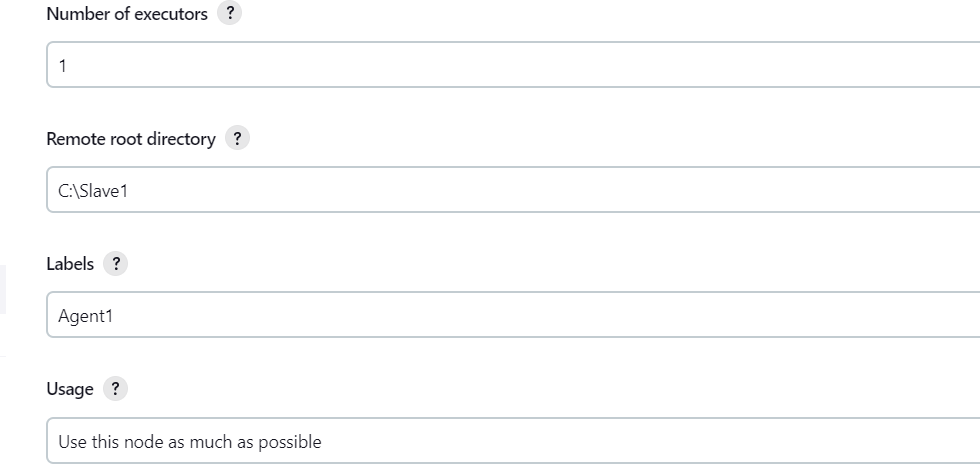 Number of executors ?
1
Remote root directory ?
C:\Slave1
Labels ?
Agent1
Usage ?
Use this node as much as possible